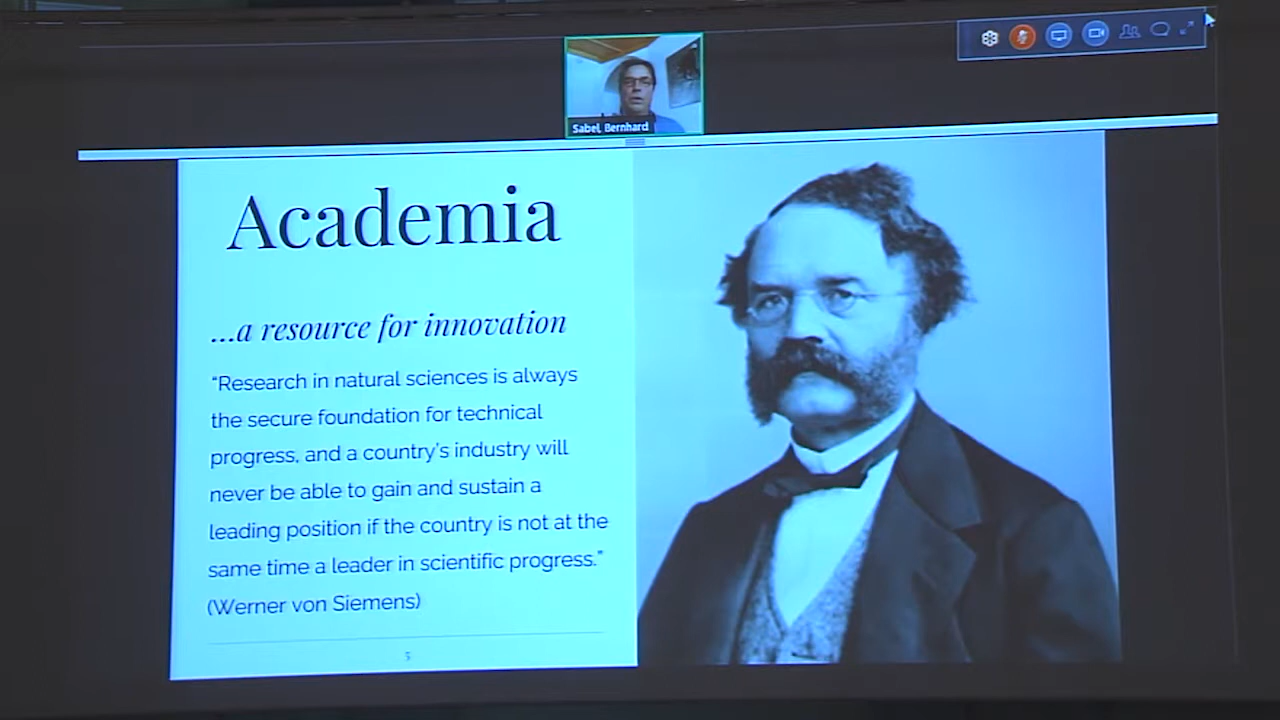 Sabel, Bernhard
Academia
...a resource for innovation
“Research in natural sciences is always
the secure foundation for technical
progress, and a country's industry will
never be able to gain and sustain a
leading position if the country is not at the
same time a leader in scientific progress.”
(Werner von Siemens)
5